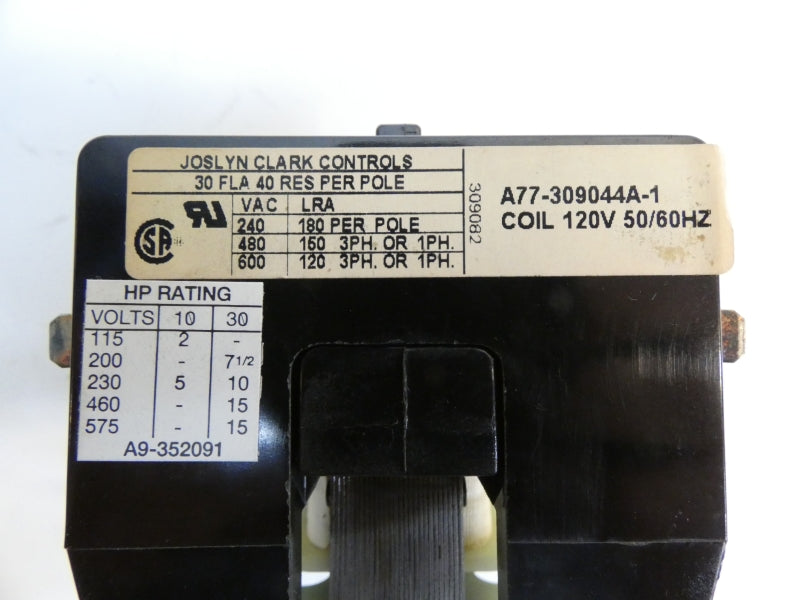 JOSLYN CLARK CONTROLS
30 FLA 40 RES PER POLE
VAC LRA
240 180 PER POLE
480 150 3PH. OR 1PH.
600 120 3PH. OR 1PH.
309082
A77-309044A-1
COIL 120V 50/60HZ
HP RATING
VOLTS 10 30
115 2 -
200 - 7 1/2
230 5 10
460 - 15
575 - 15
A9-352091